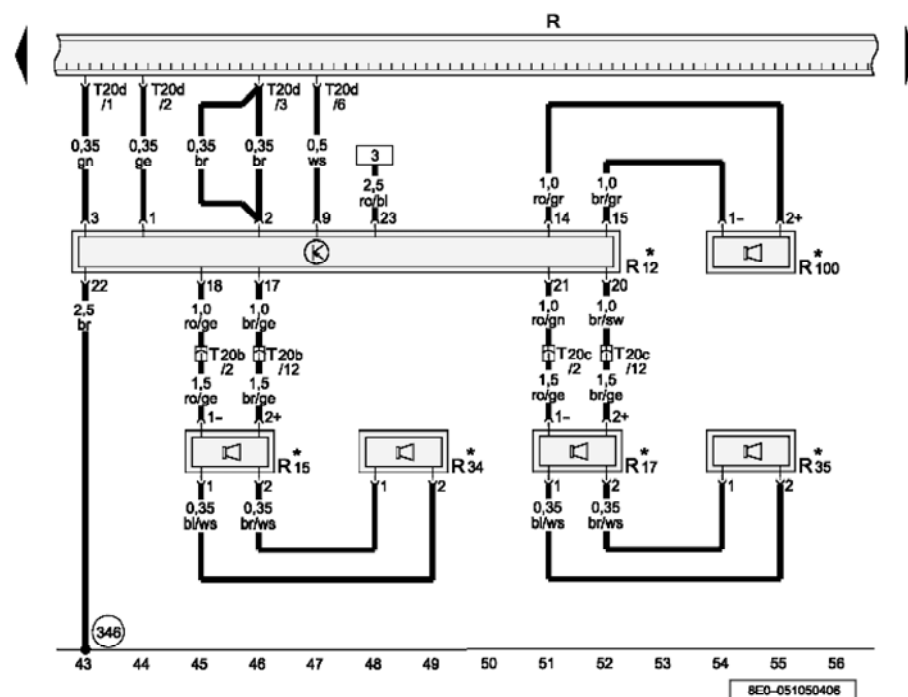 R
T20d /1 T20d /2 T20d /3 T20d /6
0,35 gn 0,35 ge 0,35 br 0,35 br 0,5 ws
3
2,5 ro/bl
1,0 ro/gr 1,0 br/gr
3 1 2 9 23 14 15 1– 2+
R12* R100*
22 18 17 21 20
2,5 br
1,0 ro/ge 1,0 br/ge 1,0 ro/gn 1,0 br/sw
T20b /2 T20b /12 T20c /2 T20c /12
1,5 ro/ge 1,5 br/ge 1,5 ro/ge 1,5 br/ge
1– 2+ 1– 2+
R15* R34* R17* R35*
1 2 1 2 1 2 1 2
0,35 bl/ws 0,35 br/ws 0,35 bl/ws 0,35 br/ws
346
43 44 45 46 47 48 49 50 51 52 53 54 55 56
8E0-051050406